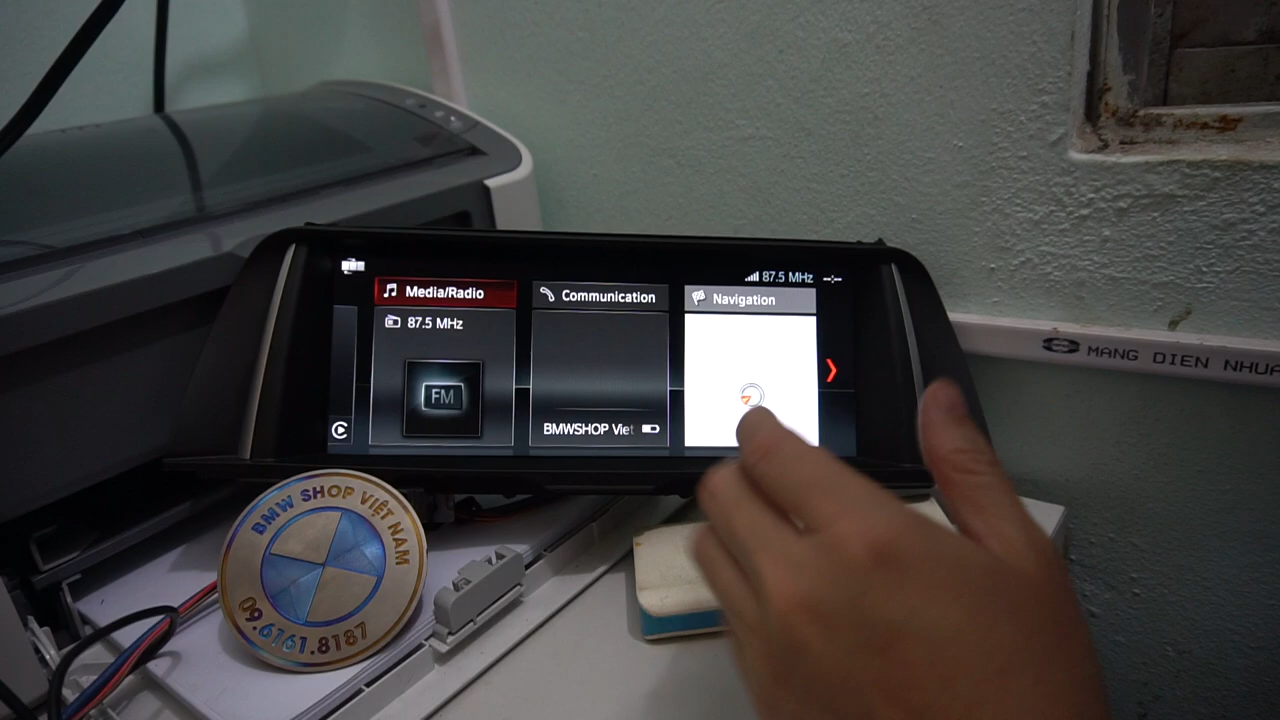 87.5 MHz --:--
Media/Radio
Communication
Navigation
87.5 MHz
FM
BMWSHOP Viet
BMW SHOP VIỆT NAM
09.6161.8187
MANG DIEN NHUA